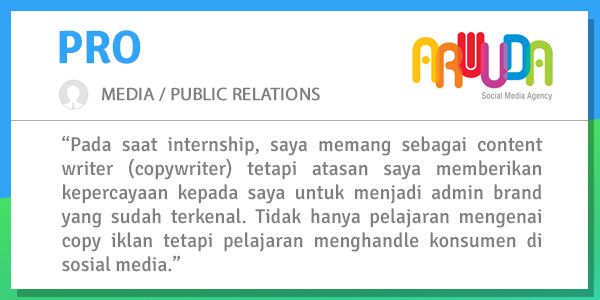 PRO
ARWUDA
Social Media Agency
MEDIA / PUBLIC RELATIONS
“Pada saat internship, saya memang sebagai content
writer (copywriter) tetapi atasan saya memberikan
kepercayaan kepada saya untuk menjadi admin brand
yang sudah terkenal. Tidak hanya pelajaran mengenai
copy iklan tetapi pelajaran menghandle konsumen di
sosial media.”